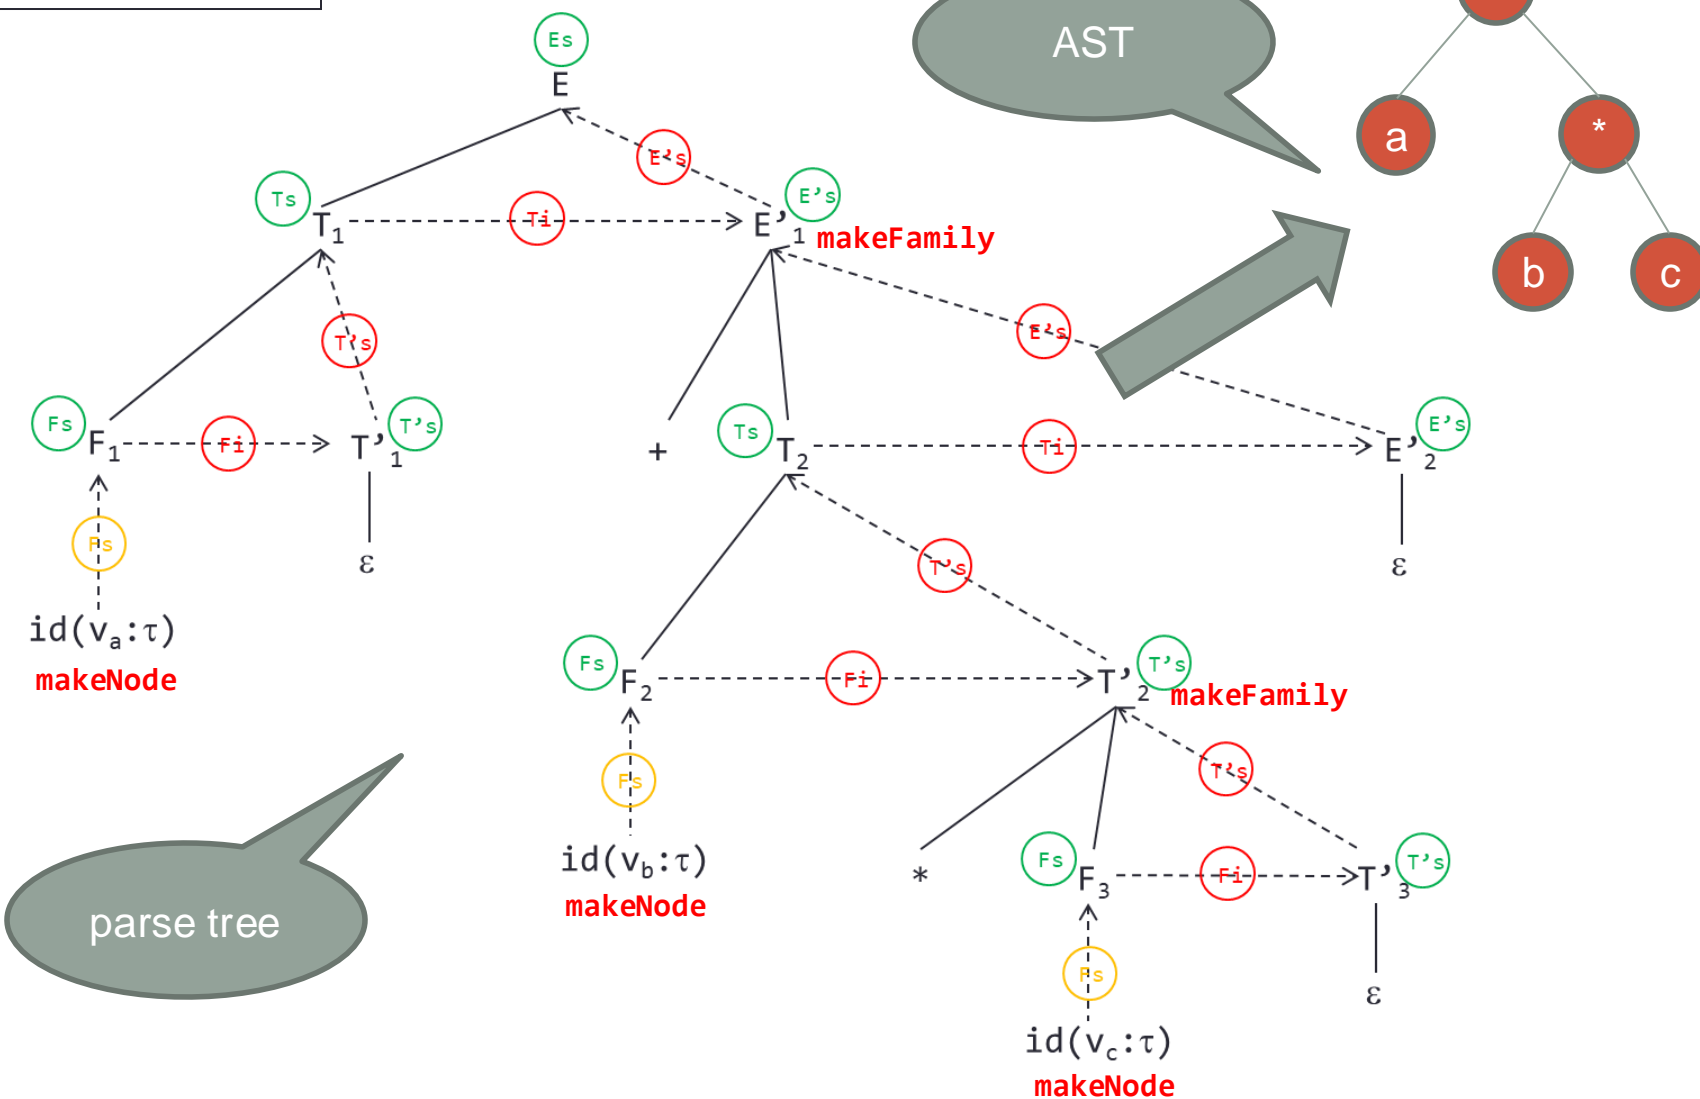 Es
E
AST
E's
a
*
Ts
T1
Ti
E'1
E's
makeFamily
b
c
T's
E's
Fs
F1
Fi
T'1
T's
+
Ts
T2
Ti
E'2
E's
Fs
ε
T's
ε
id(va:τ)
makeNode
Fs
F2
Fi
T'2
T's
makeFamily
Fs
T's
id(vb:τ)
makeNode
*
Fs
F3
Fi
T'3
T's
parse tree
Fs
ε
id(vc:τ)
makeNode